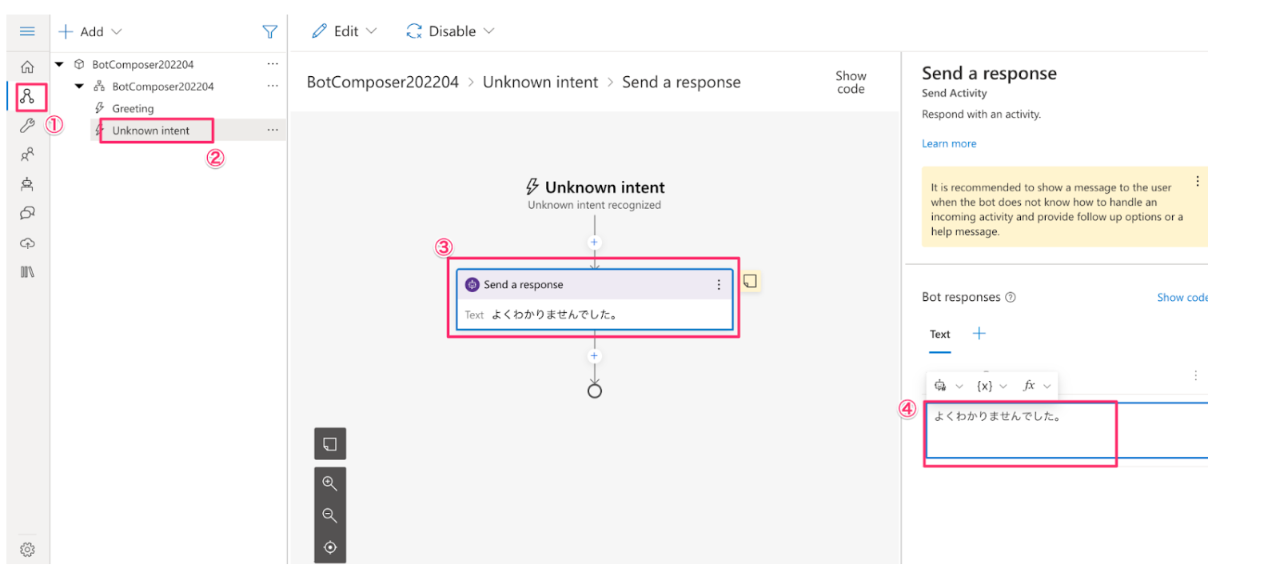 Add
Edit
Disable
BotComposer202204
BotComposer202204
Greeting
Unknown intent
①
②
BotComposer202204 > Unknown intent > Send a response
Show code
Unknown intent
Unknown intent recognized
③
Send a response
Text よくわかりませんでした。
Send a response
Send Activity
Respond with an activity.
Learn more
It is recommended to show a message to the user
when the bot does not know how to handle an
incoming activity and provide follow up options or a
help message.
Bot responses
Show code
Text
{x}
fx
④
よくわかりませんでした。